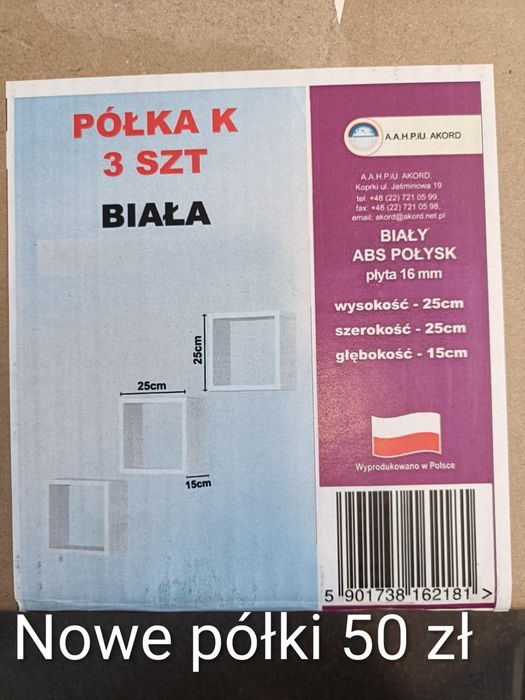 PÓŁKA K
3 SZT
BIAŁA
A.A.H.P.iU. AKORD
A.A.H.P.iU. AKORD,
Koprki ul. Jaśminowa 19
tel. +48 (22) 721 05 99,
fax: +48 (22) 721 05 98,
email: akord@akord.net.pl
BIAŁY
ABS POŁYSK
płyta 16 mm
wysokość - 25cm
szerokość - 25cm
głębokość - 15cm
25cm
25cm
15cm
Wyprodukowano w Polsce
5 901738 162181 >
Nowe półki 50 zł